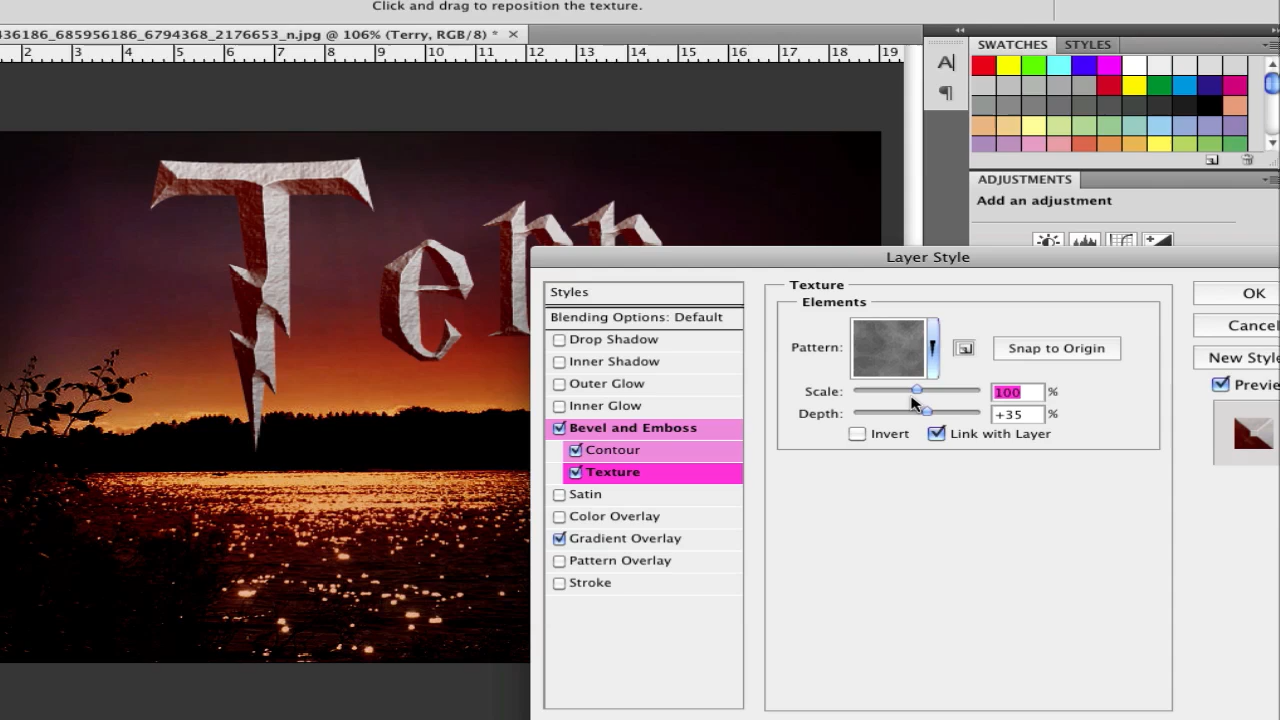 Click and drag to reposition the texture.
436186_685956186_6794368_2176653_n.jpg @ 106% (Terry, RGB/8) *
2 3 4 5 6 7 8 9 10 11 12 13 14 15 16 17 18 19
SWATCHES STYLES
A
¶
ADJUSTMENTS
Add an adjustment
Terr
Layer Style
Styles
Blending Options: Default
Drop Shadow
Inner Shadow
Outer Glow
Inner Glow
Bevel and Emboss
Contour
Texture
Satin
Color Overlay
Gradient Overlay
Pattern Overlay
Stroke
Texture
Elements
Pattern:
Snap to Origin
Scale: 100 %
Depth: +35 %
Invert Link with Layer
OK
Cance
New Style
Previe